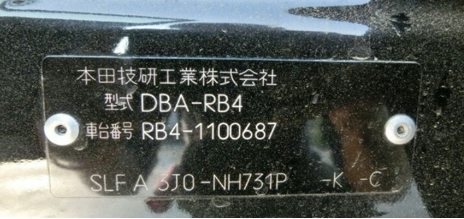 本田技研工業株式会社
型式 DBA-RB4
車台番号 RB4-1100687
SLF A 3J0-NH731P -K -C